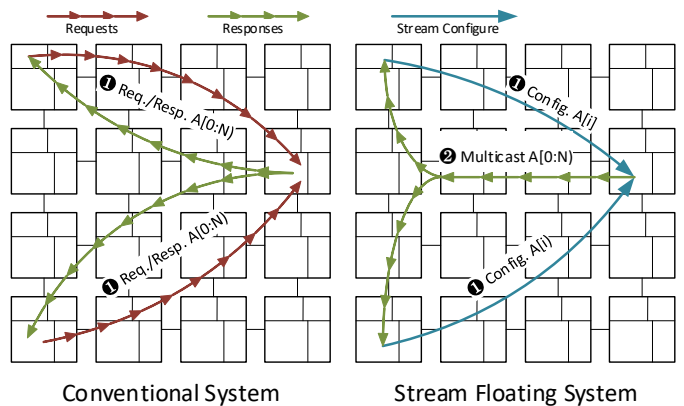 Requests
Responses
Stream Configure
❶ Req./Resp. A[0:N)
❶ Req./Resp. A[0:N)
❶ Config. A[i]
❷ Multicast A[0:N)
❶ Config. A[i)
Conventional System
Stream Floating System